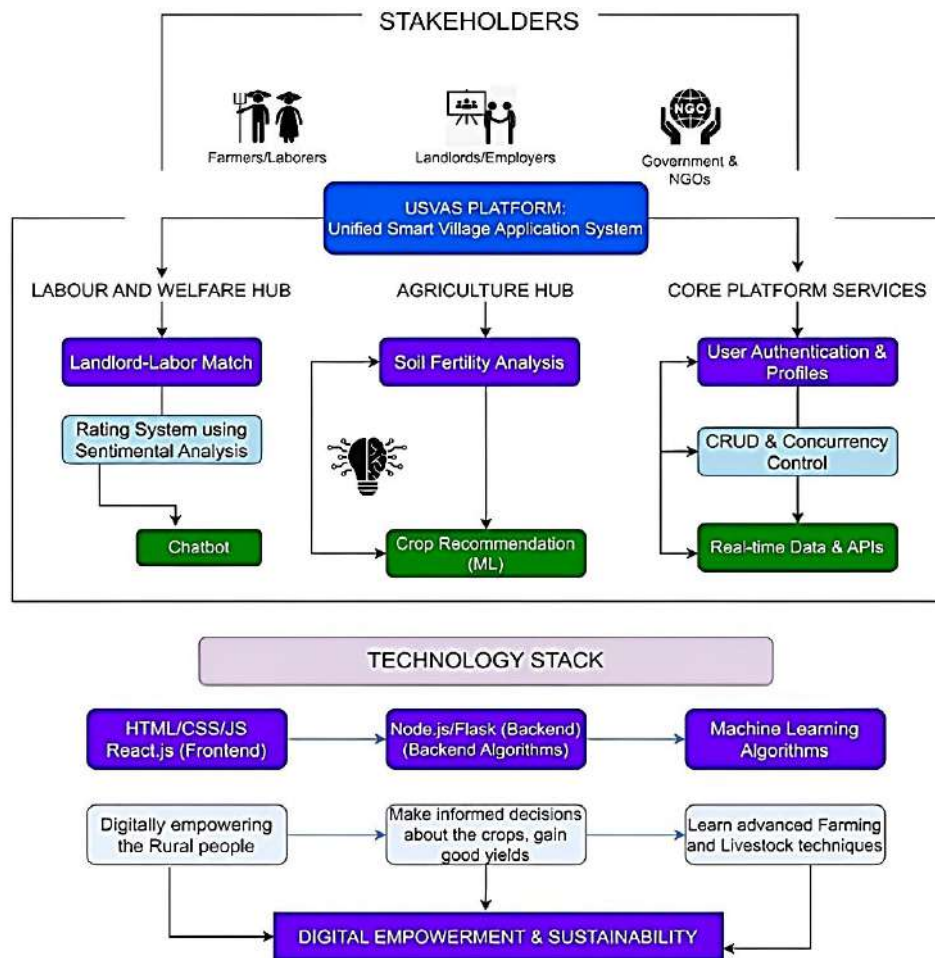 STAKEHOLDERS
NGO
Farmers/Laborers
Landlords/Employers
Government &
NGOs
USVAS PLATFORM:
Unified Smart Village Application System
LABOUR AND WELFARE HUB
AGRICULTURE HUB
CORE PLATFORM SERVICES
Landlord-Labor Match
Soil Fertility Analysis
User Authentication &
Profiles
Rating System using
Sentimental Analysis
CRUD & Concurrency
Control
Chatbot
Crop Recommendation
(ML)
Real-time Data & APIs
TECHNOLOGY STACK
HTML/CSS/JS
React.js (Frontend)
Node.js/Flask (Backend)
(Backend Algorithms)
Machine Learning
Algorithms
Digitally empowering
the Rural people
Make informed decisions
about the crops, gain
good yields
Learn advanced Farming
and Livestock techniques
DIGITAL EMPOWERMENT & SUSTAINABILITY